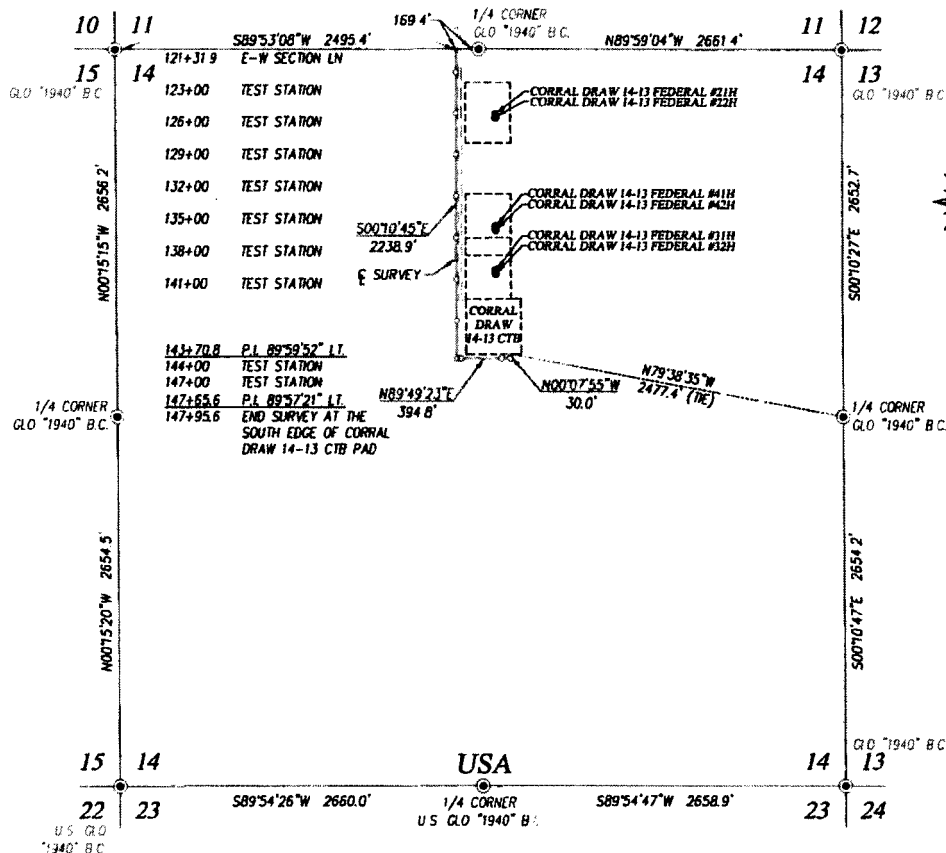 10 11
169.4'
1/4 CORNER
GLO "1940" B.C.
11 12
S89°53'08"W 2495.4'
N89°59'04"W 2661.4'
15 14
14 13
GLO "1940" B.C
GLO "1940" B.C
121+31.9 E-W SECTION LN
123+00 TEST STATION
126+00 TEST STATION
129+00 TEST STATION
132+00 TEST STATION
135+00 TEST STATION
138+00 TEST STATION
141+00 TEST STATION
143+70.8 P.I. 89°59'52" LT.
144+00 TEST STATION
147+00 TEST STATION
147+65.6 P.I. 89°57'21" LT.
147+95.6 END SURVEY AT THE
SOUTH EDGE OF CORRAL
DRAW 14-13 CTB PAD
CORRAL DRAW 14-13 FEDERAL #21H
CORRAL DRAW 14-13 FEDERAL #22H
CORRAL DRAW 14-13 FEDERAL #41H
CORRAL DRAW 14-13 FEDERAL #42H
CORRAL DRAW 14-13 FEDERAL #31H
CORRAL DRAW 14-13 FEDERAL #32H
S00°10'45"E
2238.9'
℄ SURVEY
CORRAL
DRAW
14-13 CTB
N00°15'15"W 2656.2'
S00°10'27"E 2652.7'
N89°49'23"E
394.8'
N00°07'55"W
30.0'
N79°38'35"W
2477.4' (TIE)
1/4 CORNER
GLO "1940" B.C.
1/4 CORNER
GLO "1940" B.C.
N00°15'20"W 2654.5'
S00°10'47"E 2654.2'
GLO "1940" B.C
15 14
USA
14 13
S89°54'26"W 2660.0'
1/4 CORNER
U.S. GLO "1940" B.C.
S89°54'47"W 2658.9'
22 23
23 24
U.S. GLO
"1940" B.C